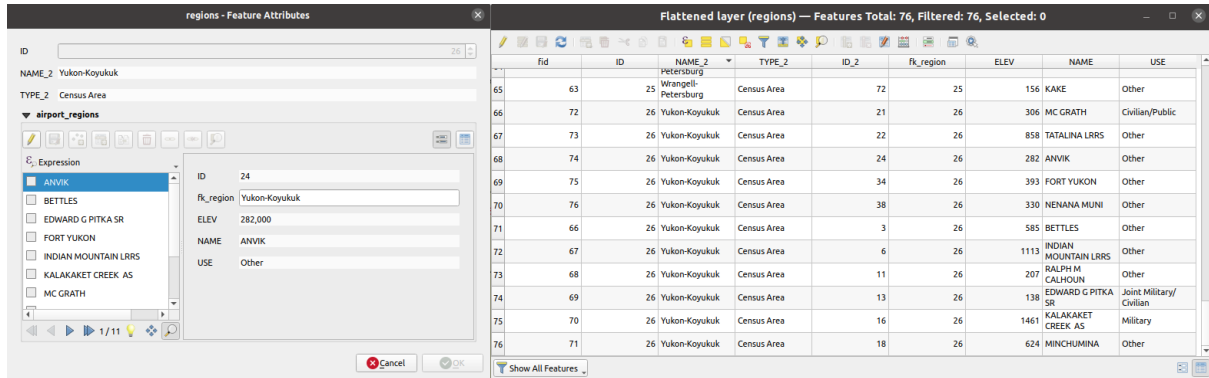 regions - Feature Attributes
ID 26
NAME_2 Yukon-Koyukuk
TYPE_2 Census Area
airport_regions
Expression
ANVIK
BETTLES
EDWARD G PITKA SR
FORT YUKON
INDIAN MOUNTAIN LRRS
KALAKAKET CREEK AS
MC GRATH
ID 24
fk_region Yukon-Koyukuk
ELEV 282,000
NAME ANVIK
USE Other
1 / 11
Cancel OK
Flattened layer (regions) — Features Total: 76, Filtered: 76, Selected: 0
fid ID NAME_2 TYPE_2 ID_2 fk_region ELEV NAME USE
Petersburg
65 63 25 Wrangell-Petersburg Census Area 72 25 156 KAKE Other
66 72 26 Yukon-Koyukuk Census Area 21 26 306 MC GRATH Civilian/Public
67 73 26 Yukon-Koyukuk Census Area 22 26 858 TATALINA LRRS Other
68 74 26 Yukon-Koyukuk Census Area 24 26 282 ANVIK Other
69 75 26 Yukon-Koyukuk Census Area 34 26 393 FORT YUKON Other
70 76 26 Yukon-Koyukuk Census Area 38 26 330 NENANA MUNI Other
71 66 26 Yukon-Koyukuk Census Area 3 26 585 BETTLES Other
72 67 26 Yukon-Koyukuk Census Area 6 26 1113 INDIAN MOUNTAIN LRRS Other
73 68 26 Yukon-Koyukuk Census Area 11 26 207 RALPH M CALHOUN Other
74 69 26 Yukon-Koyukuk Census Area 13 26 138 EDWARD G PITKA SR Joint Military/Civilian
75 70 26 Yukon-Koyukuk Census Area 16 26 1461 KALAKAKET CREEK AS Military
76 71 26 Yukon-Koyukuk Census Area 18 26 624 MINCHUMINA Other
Show All Features